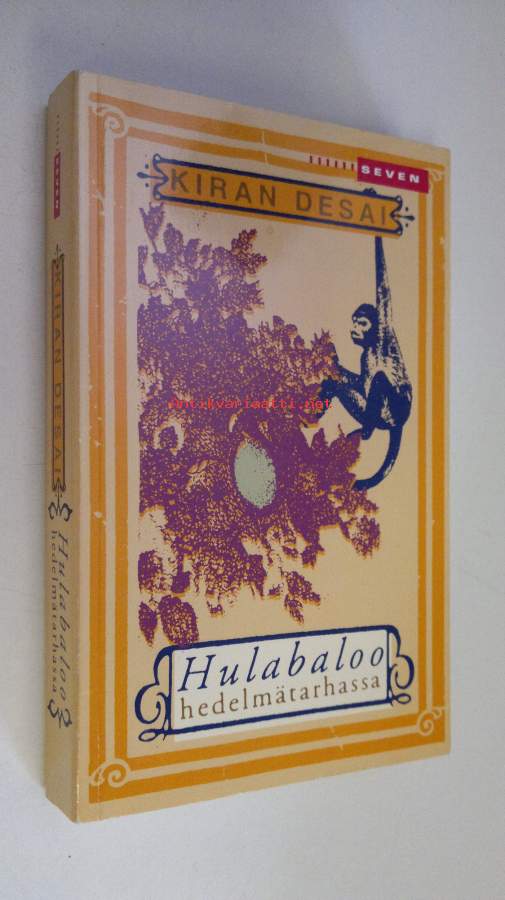 SEVEN
KIRAN DESAI
Antikvariaatti.net
Hulabaloo
hedelmätarhassa
SEVEN
KIRAN DESAI
Hulabaloo
hedelmätarhassa